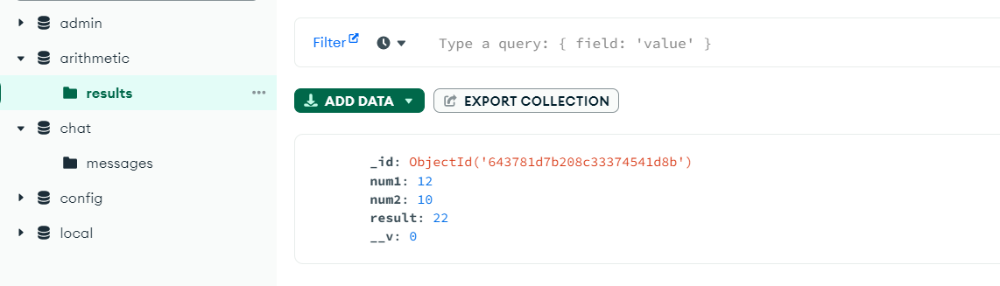 admin
arithmetic
results
chat
messages
config
local
Filter
Type a query: { field: 'value' }
ADD DATA
EXPORT COLLECTION
_id: ObjectId('643781d7b208c33374541d8b')
num1: 12
num2: 10
result: 22
__v: 0